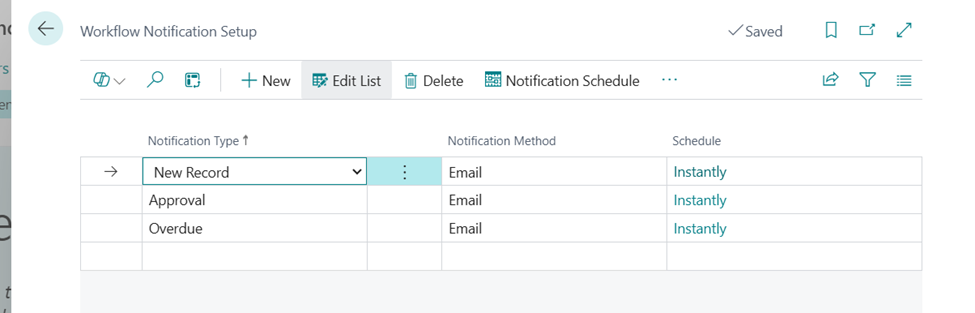 Workflow Notification Setup
Saved
New Edit List Delete Notification Schedule ...
Notification Type ↑ Notification Method Schedule
New Record Email Instantly
Approval Email Instantly
Overdue Email Instantly